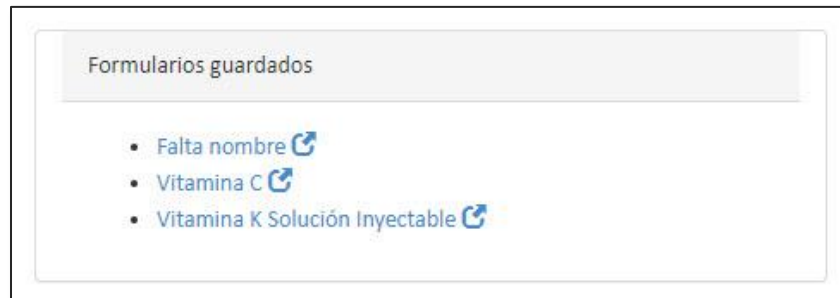 Formularios guardados
Falta nombre
Vitamina C
Vitamina K Solución Inyectable